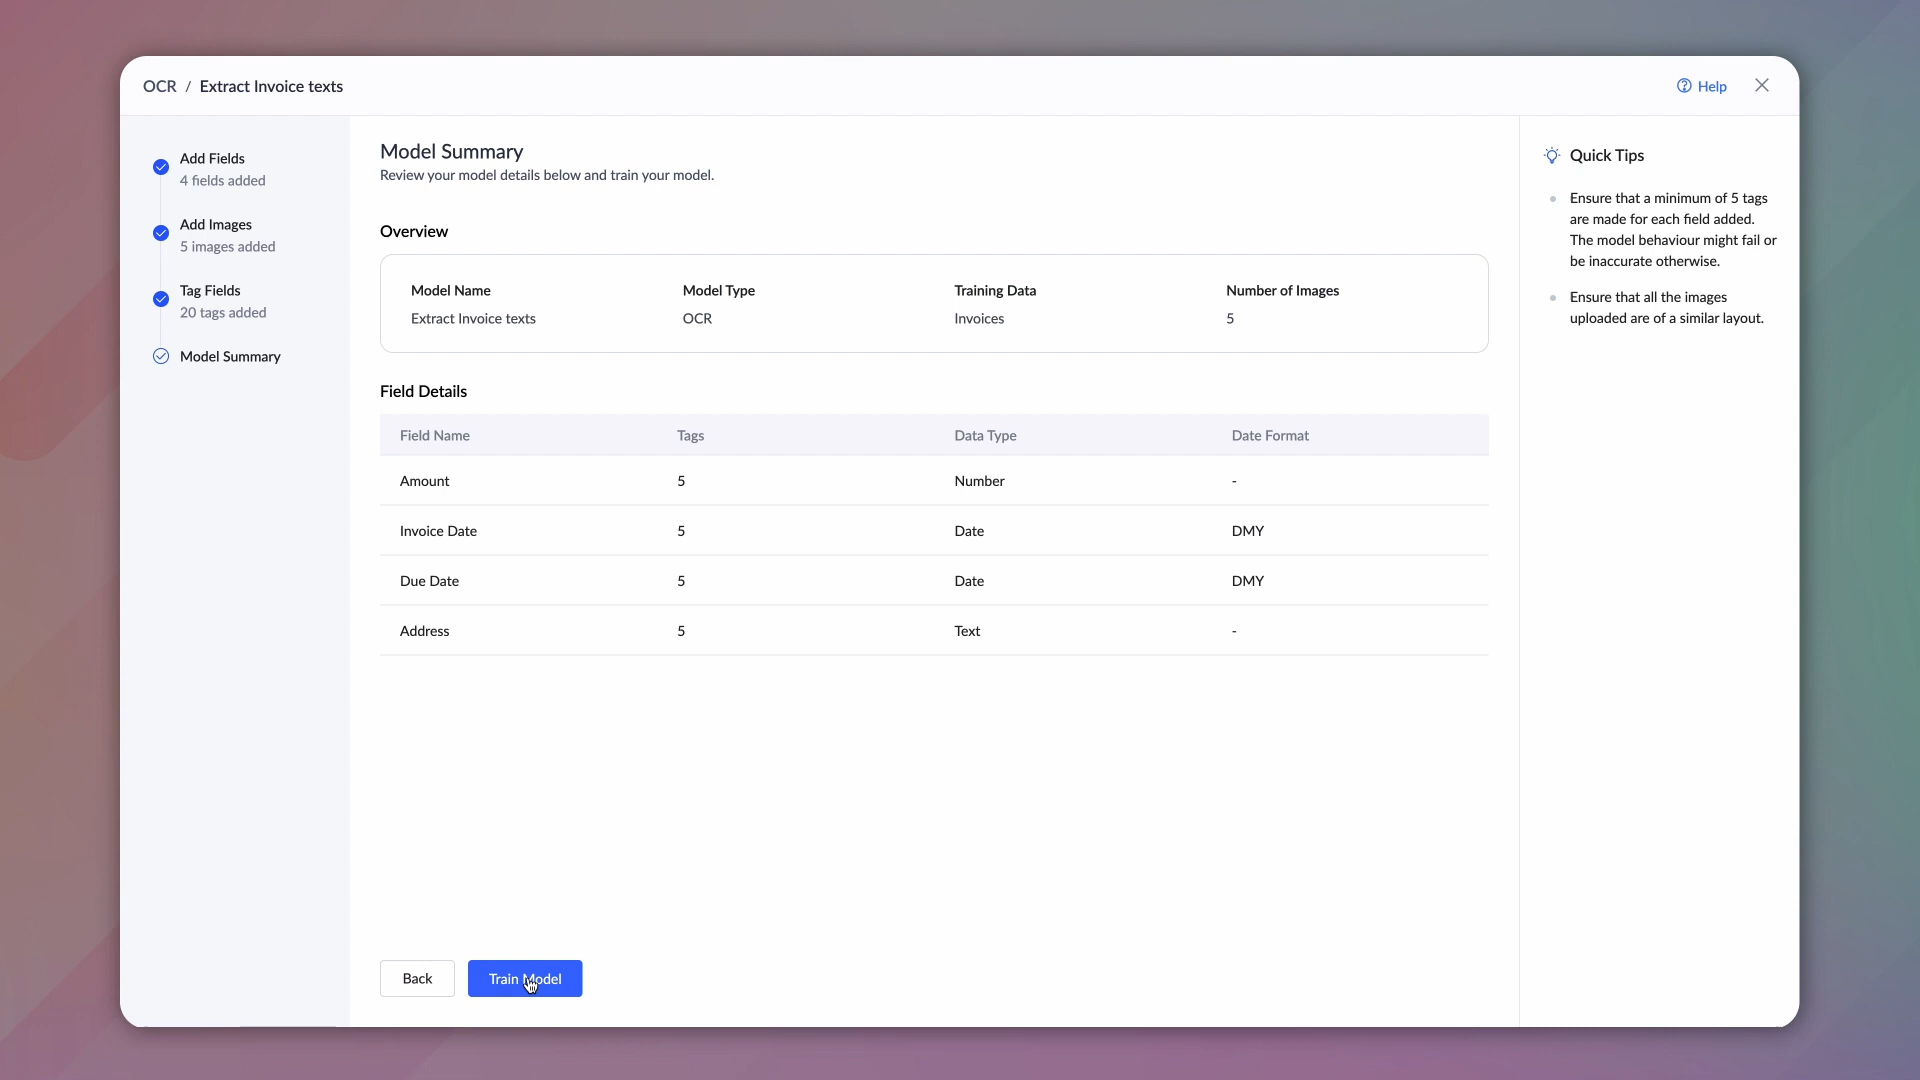 OCR / Extract Invoice texts
Help
Add Fields
4 fields added
Add Images
5 images added
Tag Fields
20 tags added
Model Summary
Model Summary
Review your model details below and train your model.
Overview
Model Name Model Type Training Data Number of Images
Extract Invoice texts OCR Invoices 5
Field Details
Field Name Tags Data Type Date Format
Amount 5 Number -
Invoice Date 5 Date DMY
Due Date 5 Date DMY
Address 5 Text -
Back Train Model
Quick Tips
Ensure that a minimum of 5 tags
are made for each field added.
The model behaviour might fail or
be inaccurate otherwise.
Ensure that all the images
uploaded are of a similar layout.